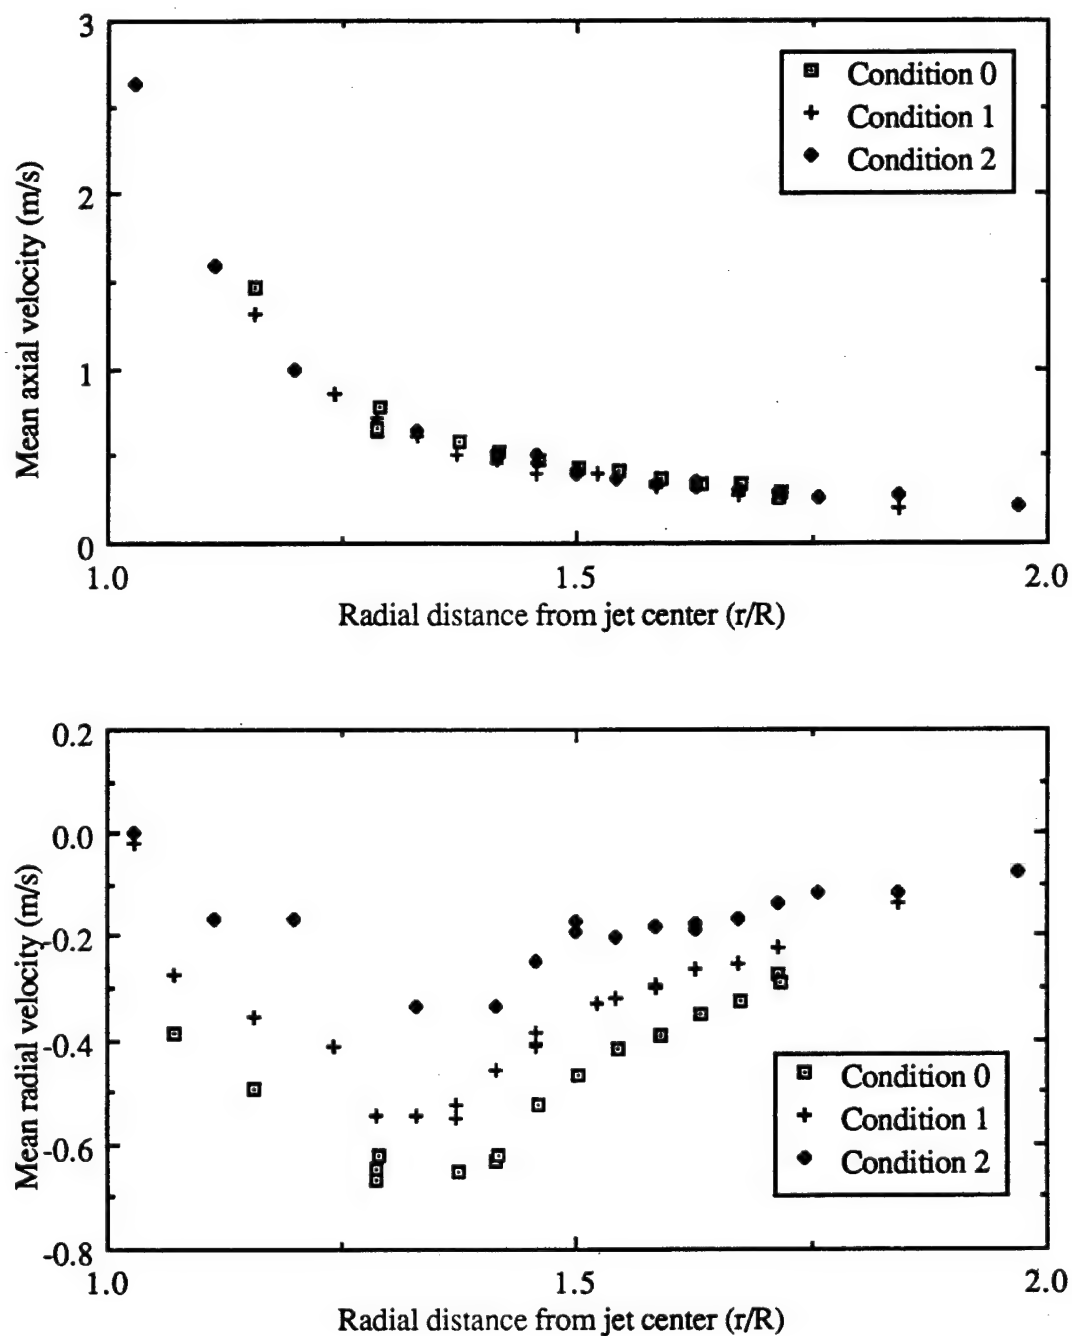 3
2
1
0
Mean axial velocity (m/s)
Condition 0
Condition 1
Condition 2
1.0
1.5
2.0
Radial distance from jet center (r/R)
0.2
0.0
-0.2
-0.4
-0.6
-0.8
Mean radial velocity (m/s)
Condition 0
Condition 1
Condition 2
1.0
1.5
2.0
Radial distance from jet center (r/R)